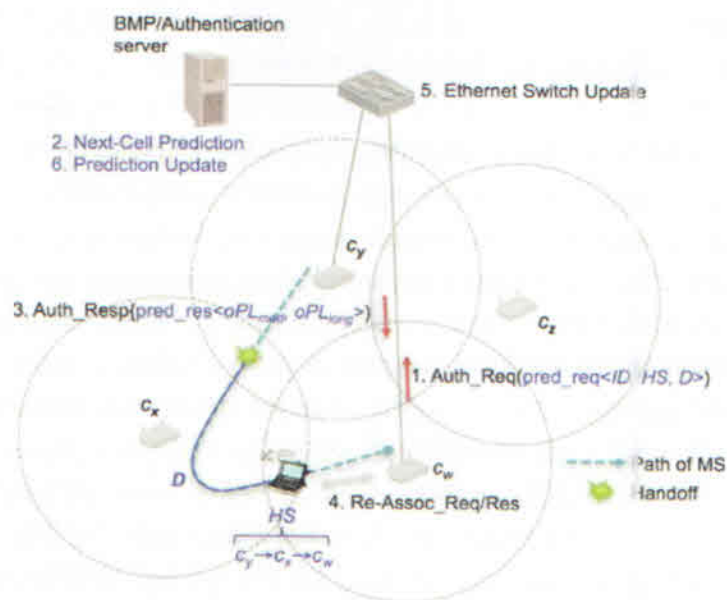 BMP/Authentication
server
5. Ethernet Switch Update
2. Next-Cell Prediction
6. Prediction Update
c_y
3. Auth_Resp(pred_res<oPL , oPL_long>)
c_z
1. Auth_Req(pred_req<ID, HS, D>)
c_x
Path of MS
D
c_w
Handoff
4. Re-Assoc_Req/Res
HS
c_y→c_x→c_w